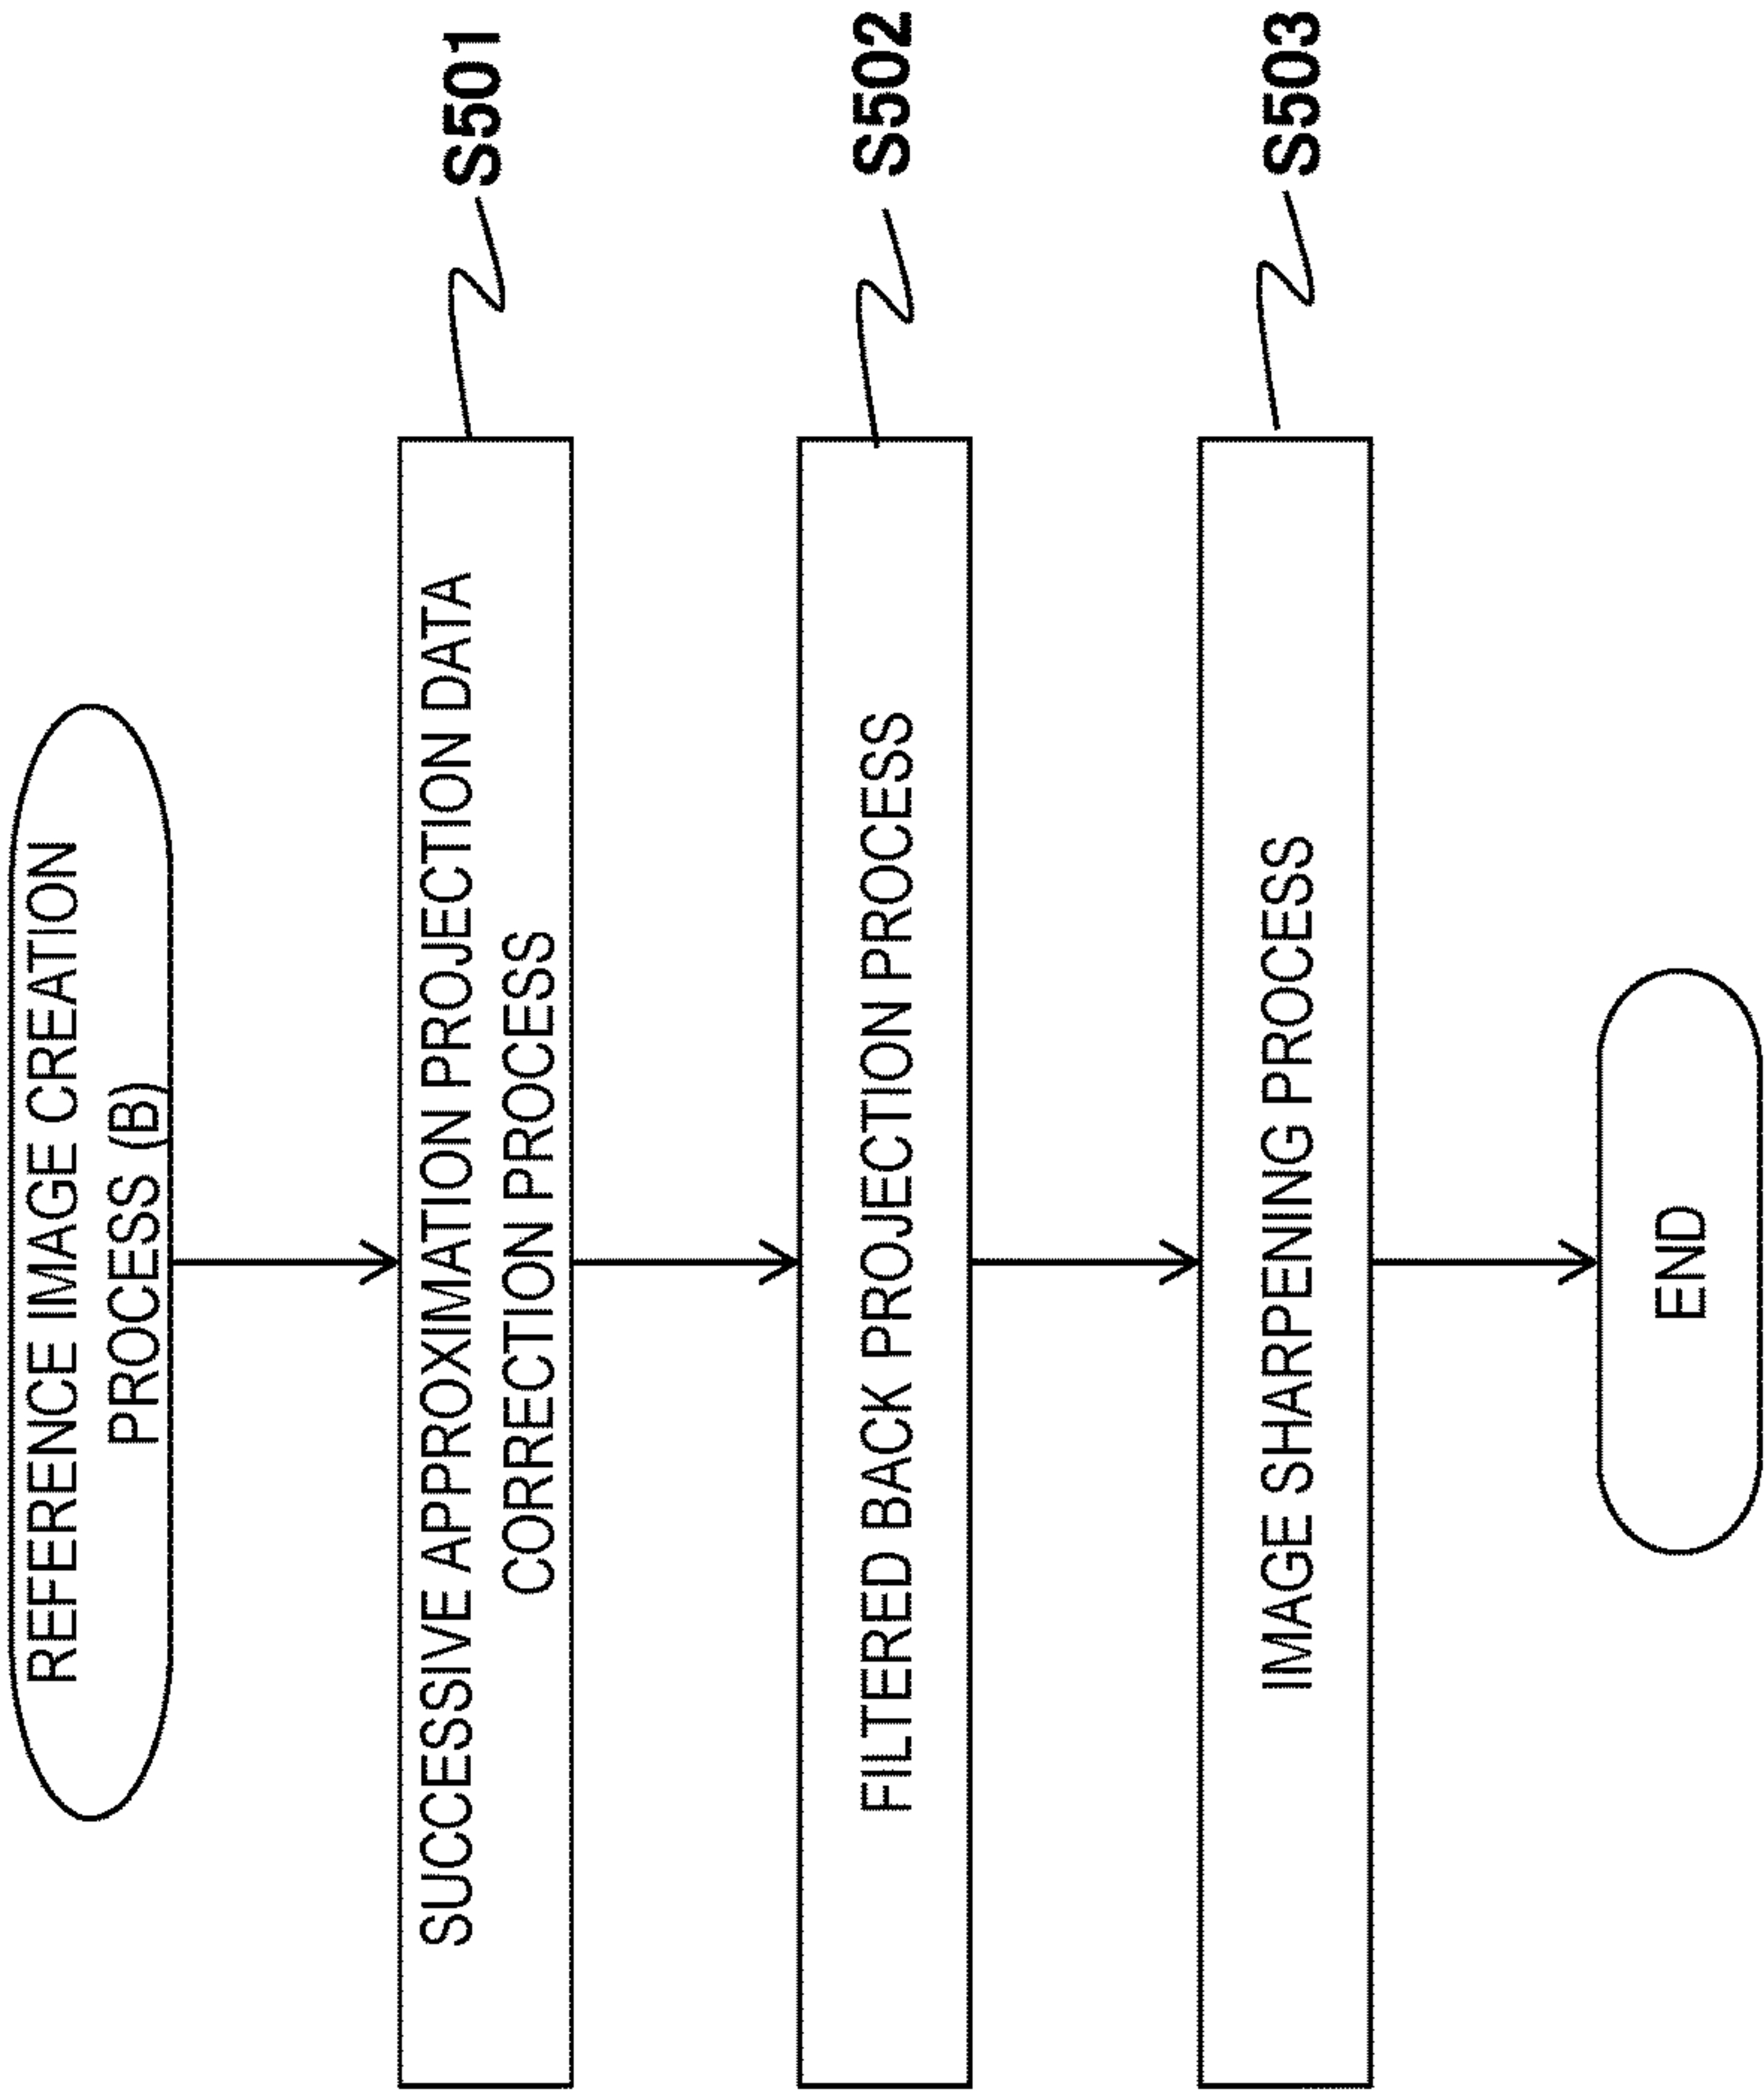 REFERENCE IMAGE CREATION
PROCESS (B)
SUCCESSIVE APPROXIMATION PROJECTION DATA
CORRECTION PROCESS
S501
FILTERED BACK PROJECTION PROCESS
S502
IMAGE SHARPENING PROCESS
S503
END